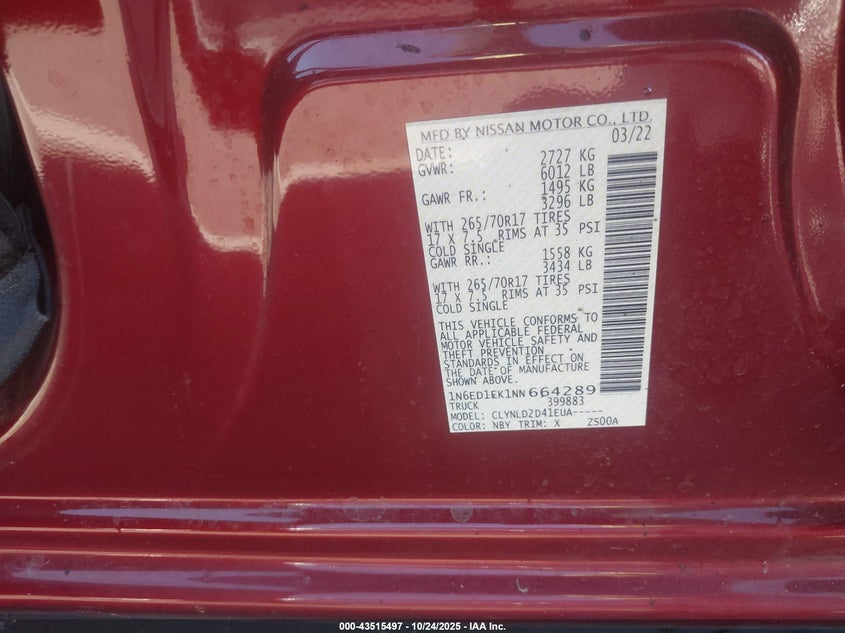 MFD BY NISSAN MOTOR CO., LTD.
DATE: 03/22
GVWR: 2727 KG
6012 LB
GAWR FR.: 1495 KG
3296 LB
WITH 265/70R17 TIRES
17 X 7.5 RIMS AT 35 PSI
COLD SINGLE
GAWR RR.: 1558 KG
3434 LB
WITH 265/70R17 TIRES
17 X 7.5 RIMS AT 35 PSI
COLD SINGLE
THIS VEHICLE CONFORMS TO
ALL APPLICABLE FEDERAL
MOTOR VEHICLE SAFETY AND
THEFT PREVENTION
STANDARDS IN EFFECT ON
THE DATE OF MANUFACTURE
SHOWN ABOVE.
1N6ED1EK1NN664289
TRUCK 399883
MODEL: CLYNLD2D41EUA-----
COLOR: NBY TRIM: X ZS00A
000-43515497 - 10/24/2025 - IAA Inc.